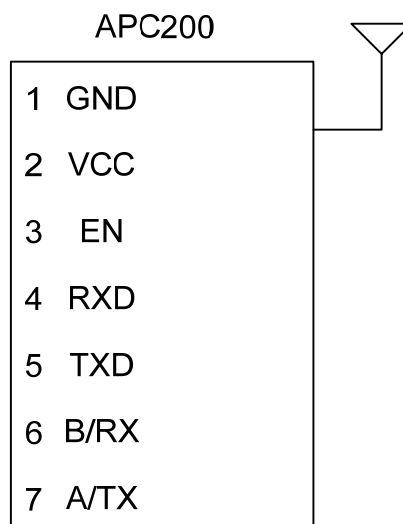 APC200
1 GND
2 VCC
3 EN
4 RXD
5 TXD
6 B/RX
7 A/TX